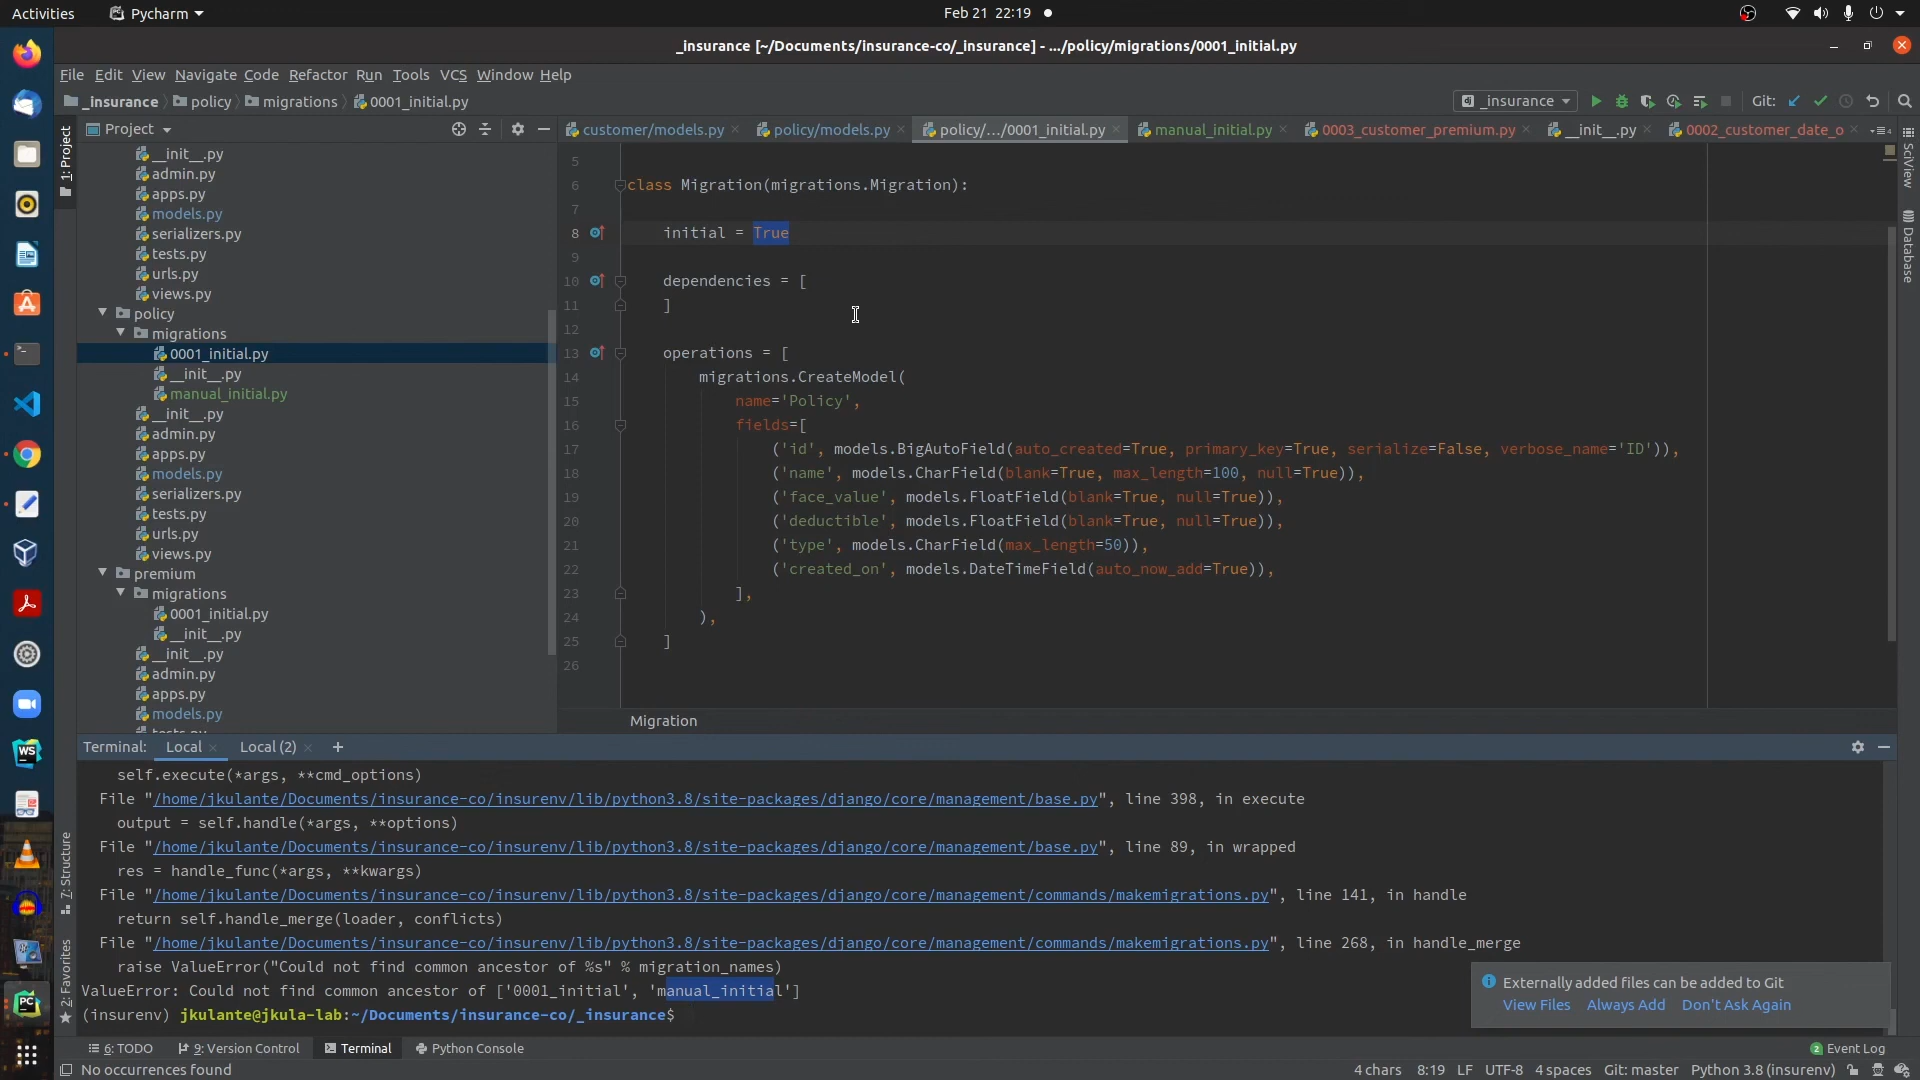 Activities
Pycharm
Feb 21 22:19
_insurance [~/Documents/insurance-co/_insurance] - .../policy/migrations/0001_initial.py
File Edit View Navigate Code Refactor Run Tools VCS Window Help
_insurance policy migrations 0001_initial.py
_insurance
Git:
Project
customer/models.py
policy/models.py
policy/.../0001_initial.py
manual_initial.py
0003_customer_premium.py
__init__.py
0002_customer_date_o
1: Project
__init__.py
admin.py
apps.py
models.py
serializers.py
tests.py
urls.py
views.py
policy
migrations
0001_initial.py
__init__.py
manual_initial.py
__init__.py
admin.py
apps.py
models.py
serializers.py
tests.py
urls.py
views.py
premium
migrations
0001_initial.py
__init__.py
__init__.py
admin.py
apps.py
models.py
5
6 class Migration(migrations.Migration):
7
8 initial = True
9
10 dependencies = [
11 ]
12
13 operations = [
14 migrations.CreateModel(
15 name='Policy',
16 fields=[
17 ('id', models.BigAutoField(auto_created=True, primary_key=True, serialize=False, verbose_name='ID')),
18 ('name', models.CharField(blank=True, max_length=100, null=True)),
19 ('face_value', models.FloatField(blank=True, null=True)),
20 ('deductible', models.FloatField(blank=True, null=True)),
21 ('type', models.CharField(max_length=50)),
22 ('created_on', models.DateTimeField(auto_now_add=True)),
23 ],
24 ),
25 ]
26
Migration
SciView
Database
Terminal: Local Local (2) +
self.execute(*args, **cmd_options)
File "/home/jkulante/Documents/insurance-co/insurenv/lib/python3.8/site-packages/django/core/management/base.py", line 398, in execute
output = self.handle(*args, **options)
File "/home/jkulante/Documents/insurance-co/insurenv/lib/python3.8/site-packages/django/core/management/base.py", line 89, in wrapped
res = handle_func(*args, **kwargs)
File "/home/jkulante/Documents/insurance-co/insurenv/lib/python3.8/site-packages/django/core/management/commands/makemigrations.py", line 141, in handle
return self.handle_merge(loader, conflicts)
File "/home/jkulante/Documents/insurance-co/insurenv/lib/python3.8/site-packages/django/core/management/commands/makemigrations.py", line 268, in handle_merge
raise ValueError("Could not find common ancestor of %s" % migration_names)
ValueError: Could not find common ancestor of ['0001_initial', 'manual_initial']
(insurenv) jkulante@jkula-lab:~/Documents/insurance-co/_insurance$
7: Structure
2: Favorites
Externally added files can be added to Git
View Files Always Add Don't Ask Again
6: TODO
9: Version Control
Terminal
Python Console
2 Event Log
No occurrences found
4 chars 8:19 LF UTF-8 4 spaces Git: master Python 3.8 (insurenv)